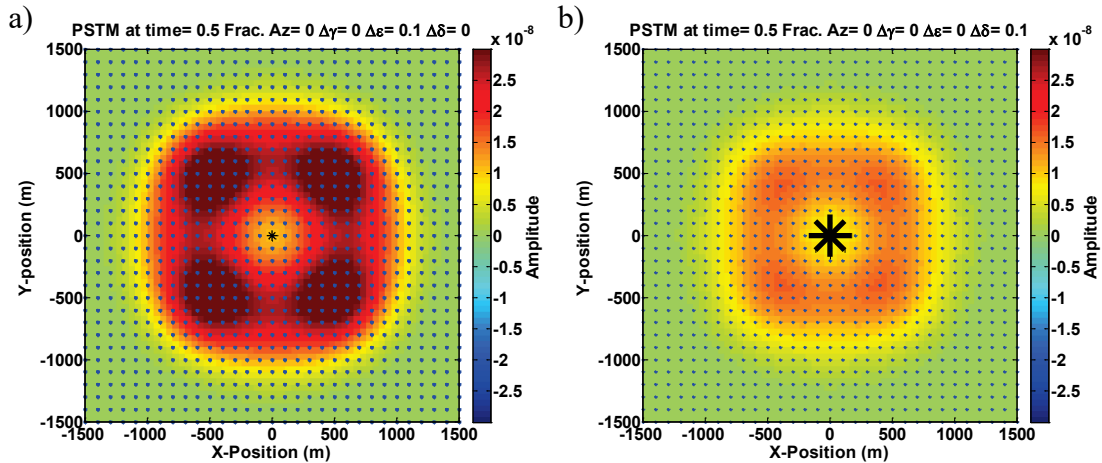 a)
PSTM at time= 0.5 Frac. Az= 0 Δγ= 0 Δε= 0.1 Δδ= 0
x 10⁻⁸
1500
1000
500
0
-500
-1000
-1500
Y-Position (m)
-1500 -1000 -500 0 500 1000 1500
X-Position (m)
2.5
2
1.5
1
0.5
0
-0.5
-1
-1.5
-2
-2.5
Amplitude
b)
PSTM at time= 0.5 Frac. Az= 0 Δγ= 0 Δε= 0 Δδ= 0.1
x 10⁻⁸
1500
1000
500
0
-500
-1000
-1500
Y-position (m)
-1500 -1000 -500 0 500 1000 1500
X-Position (m)
2.5
2
1.5
1
0.5
0
-0.5
-1
-1.5
-2
-2.5
Amplitude